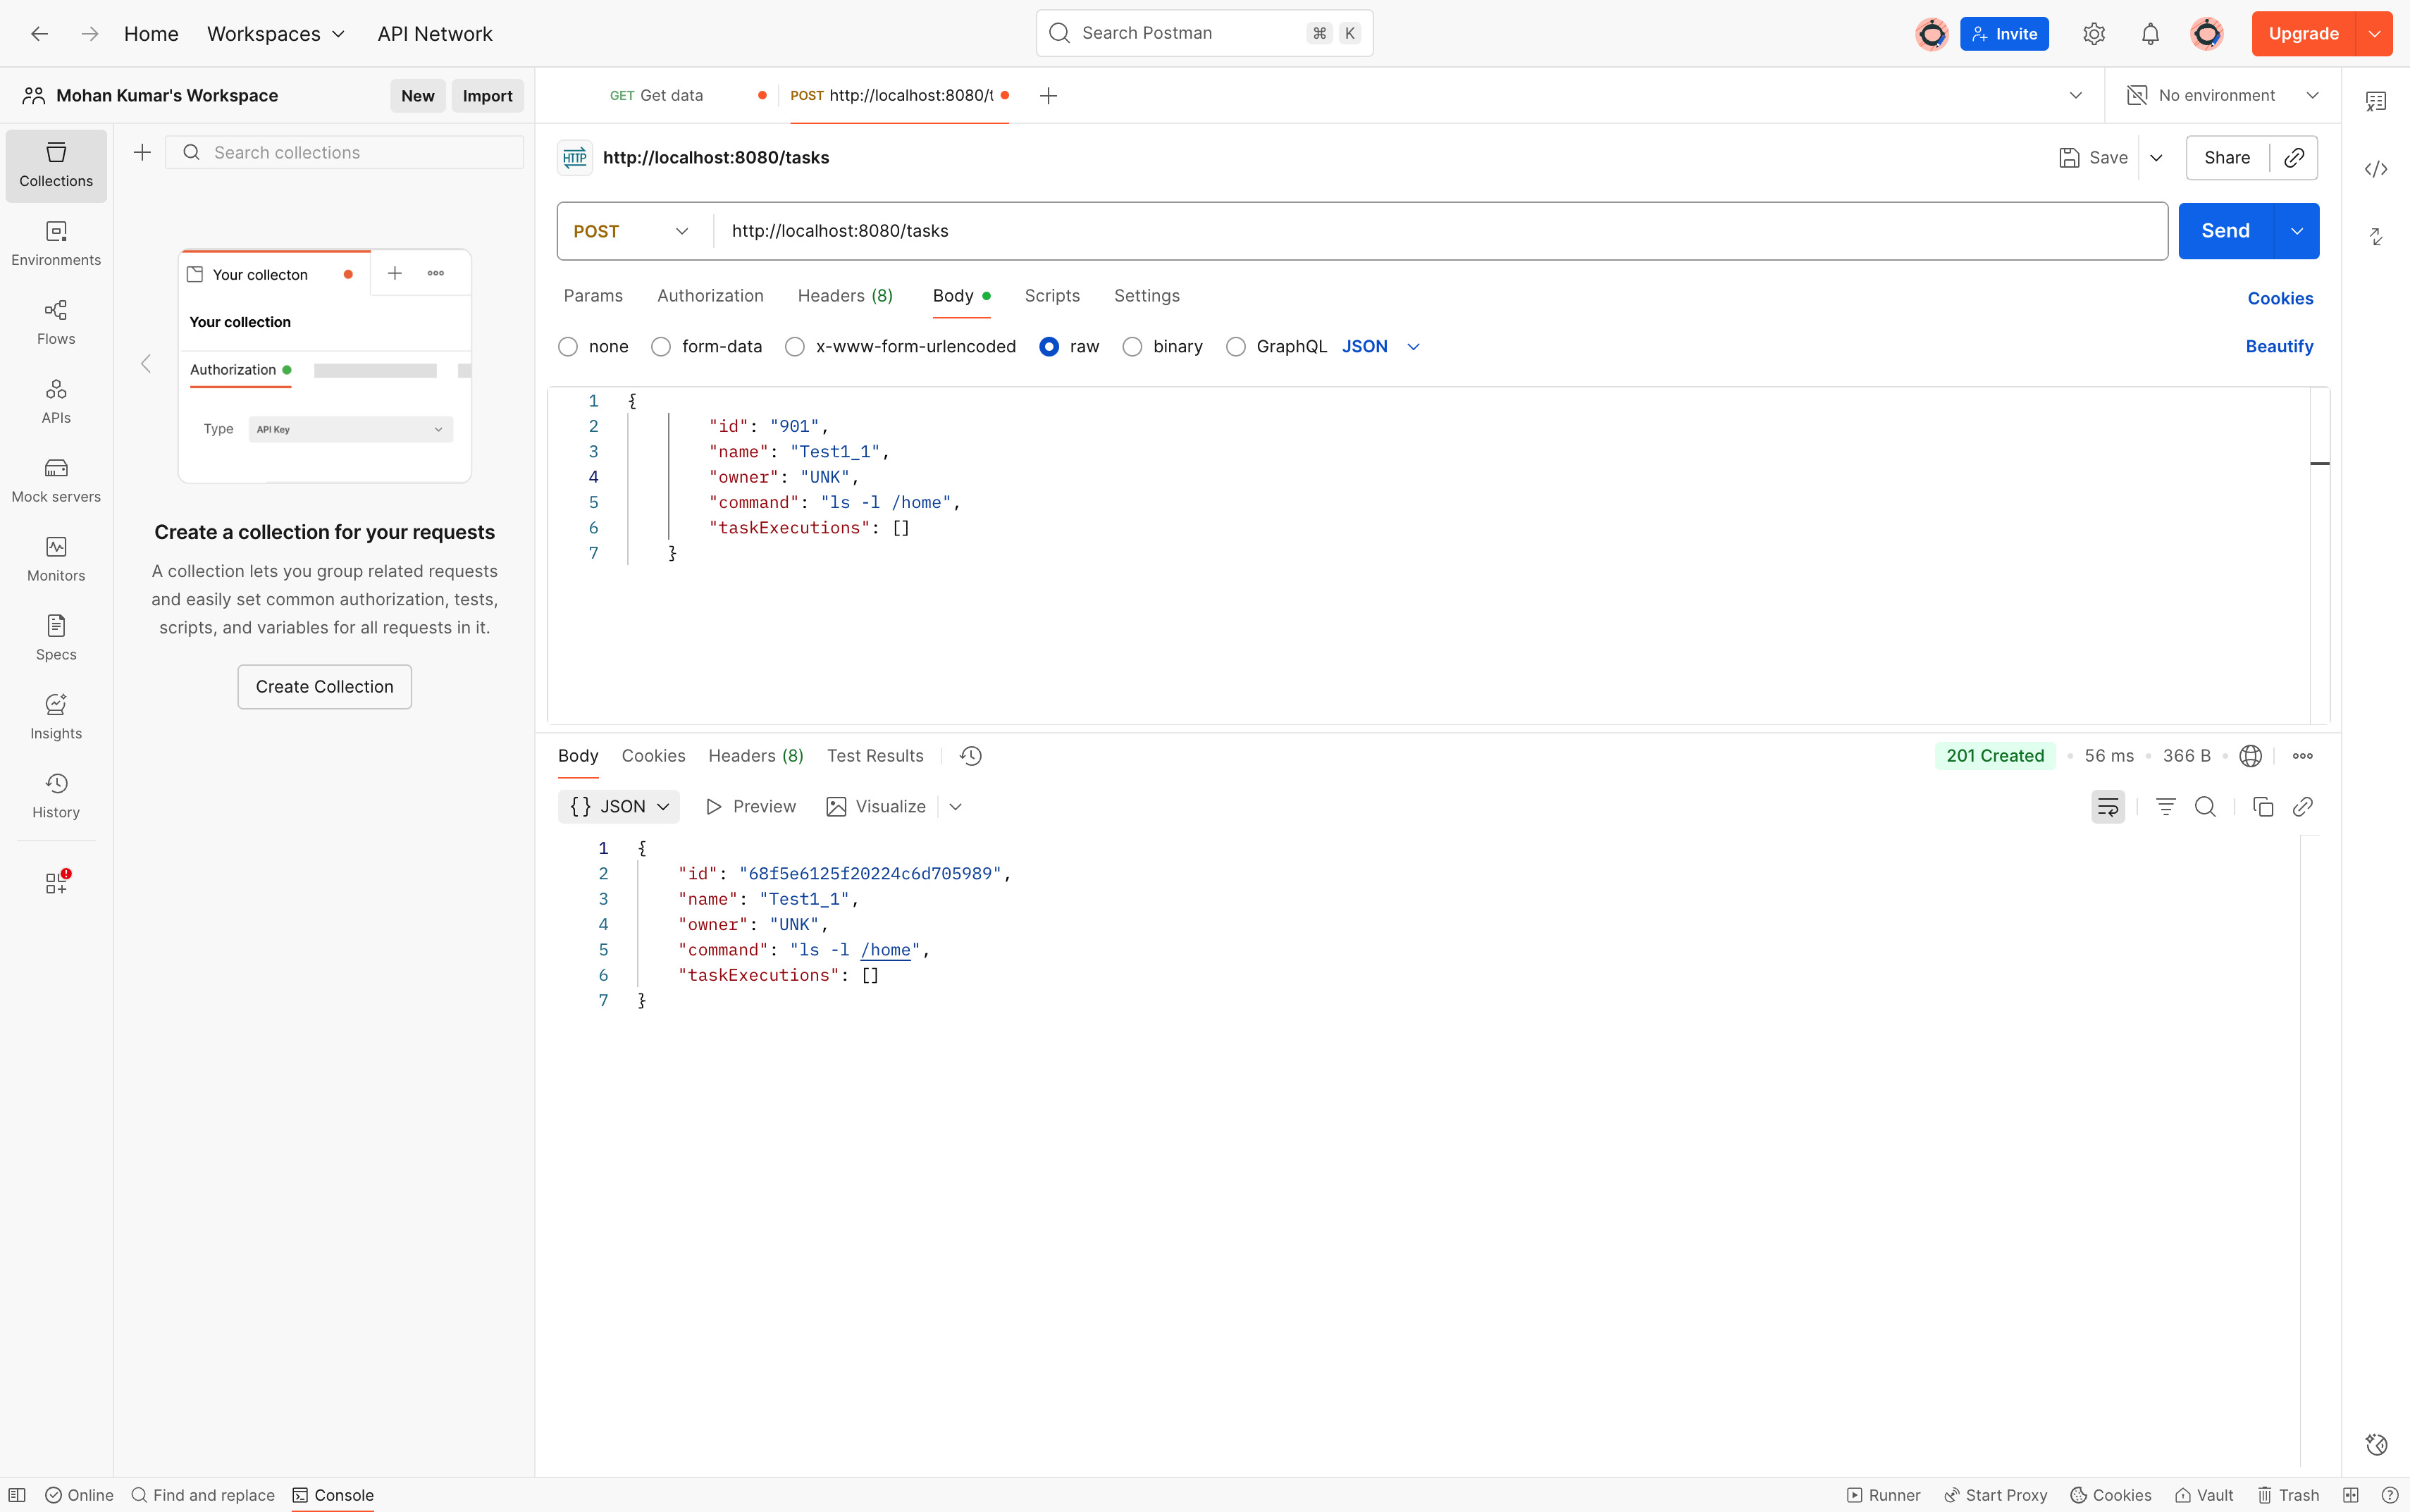 Home Workspaces API Network
Search Postman ⌘ K
Invite Upgrade
Mohan Kumar's Workspace New Import
GET Get data POST http://localhost:8080/t
No environment
Collections
Environments
Flows
APIs
Mock servers
Monitors
Specs
Insights
History
Search collections
Your collecton
Your collection
Authorization
Type API Key
Create a collection for your requests
A collection lets you group related requests
and easily set common authorization, tests,
scripts, and variables for all requests in it.
Create Collection
HTTP http://localhost:8080/tasks
Save Share
POST http://localhost:8080/tasks Send
Params Authorization Headers (8) Body Scripts Settings Cookies
none form-data x-www-form-urlencoded raw binary GraphQL JSON Beautify
1 {
2 "id": "901",
3 "name": "Test1_1",
4 "owner": "UNK",
5 "command": "ls -l /home",
6 "taskExecutions": []
7 }
Body Cookies Headers (8) Test Results 201 Created 56 ms 366 B
{} JSON Preview Visualize
1 {
2 "id": "68f5e6125f20224c6d705989",
3 "name": "Test1_1",
4 "owner": "UNK",
5 "command": "ls -l /home",
6 "taskExecutions": []
7 }
Online Find and replace Console Runner Start Proxy Cookies Vault Trash